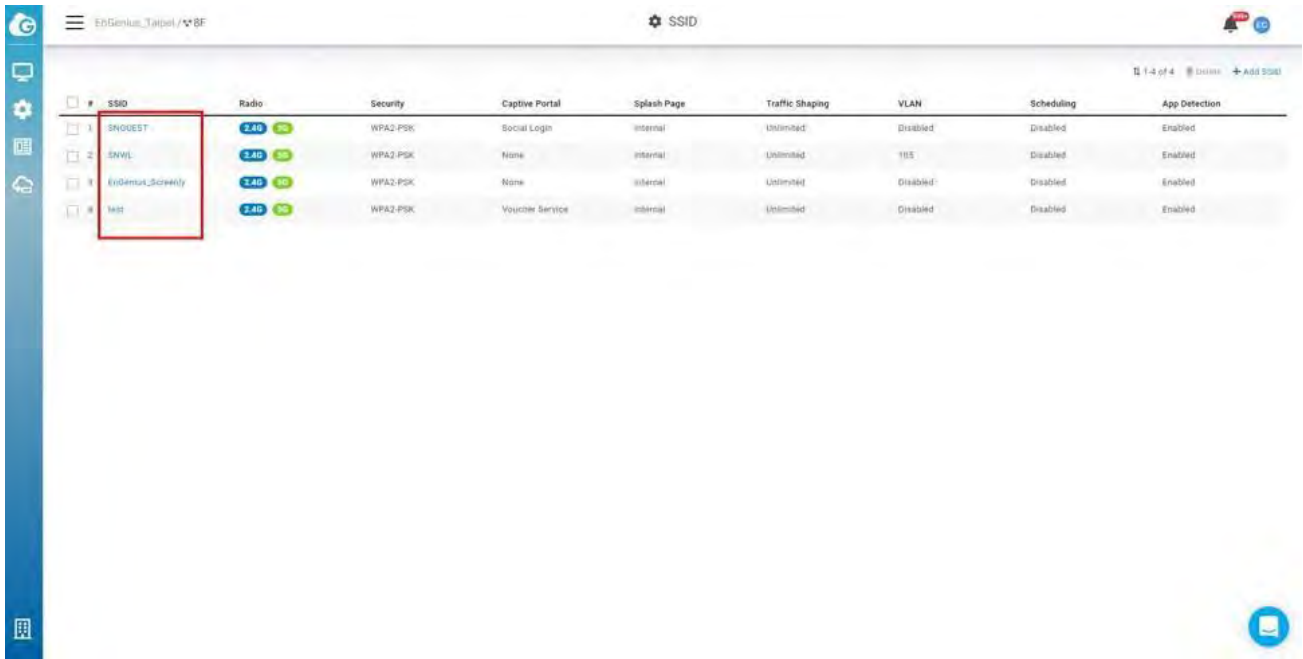 EnGenius_Taipei / 8F
SSID
1-4 of 4 Delete + Add SSID
# SSID Radio Security Captive Portal Splash Page Traffic Shaping VLAN Scheduling App Detection
1 SNGUEST 2.4G 5G WPA2-PSK Social Login Internal Unlimited Disabled Disabled Enabled
2 SNWL 2.4G 5G WPA2-PSK None Internal Unlimited 105 Disabled Enabled
3 EnGenius_Screenly 2.4G 5G WPA2-PSK None Internal Unlimited Disabled Disabled Enabled
4 test 2.4G 5G WPA2-PSK Voucher Service Internal Unlimited Disabled Disabled Enabled